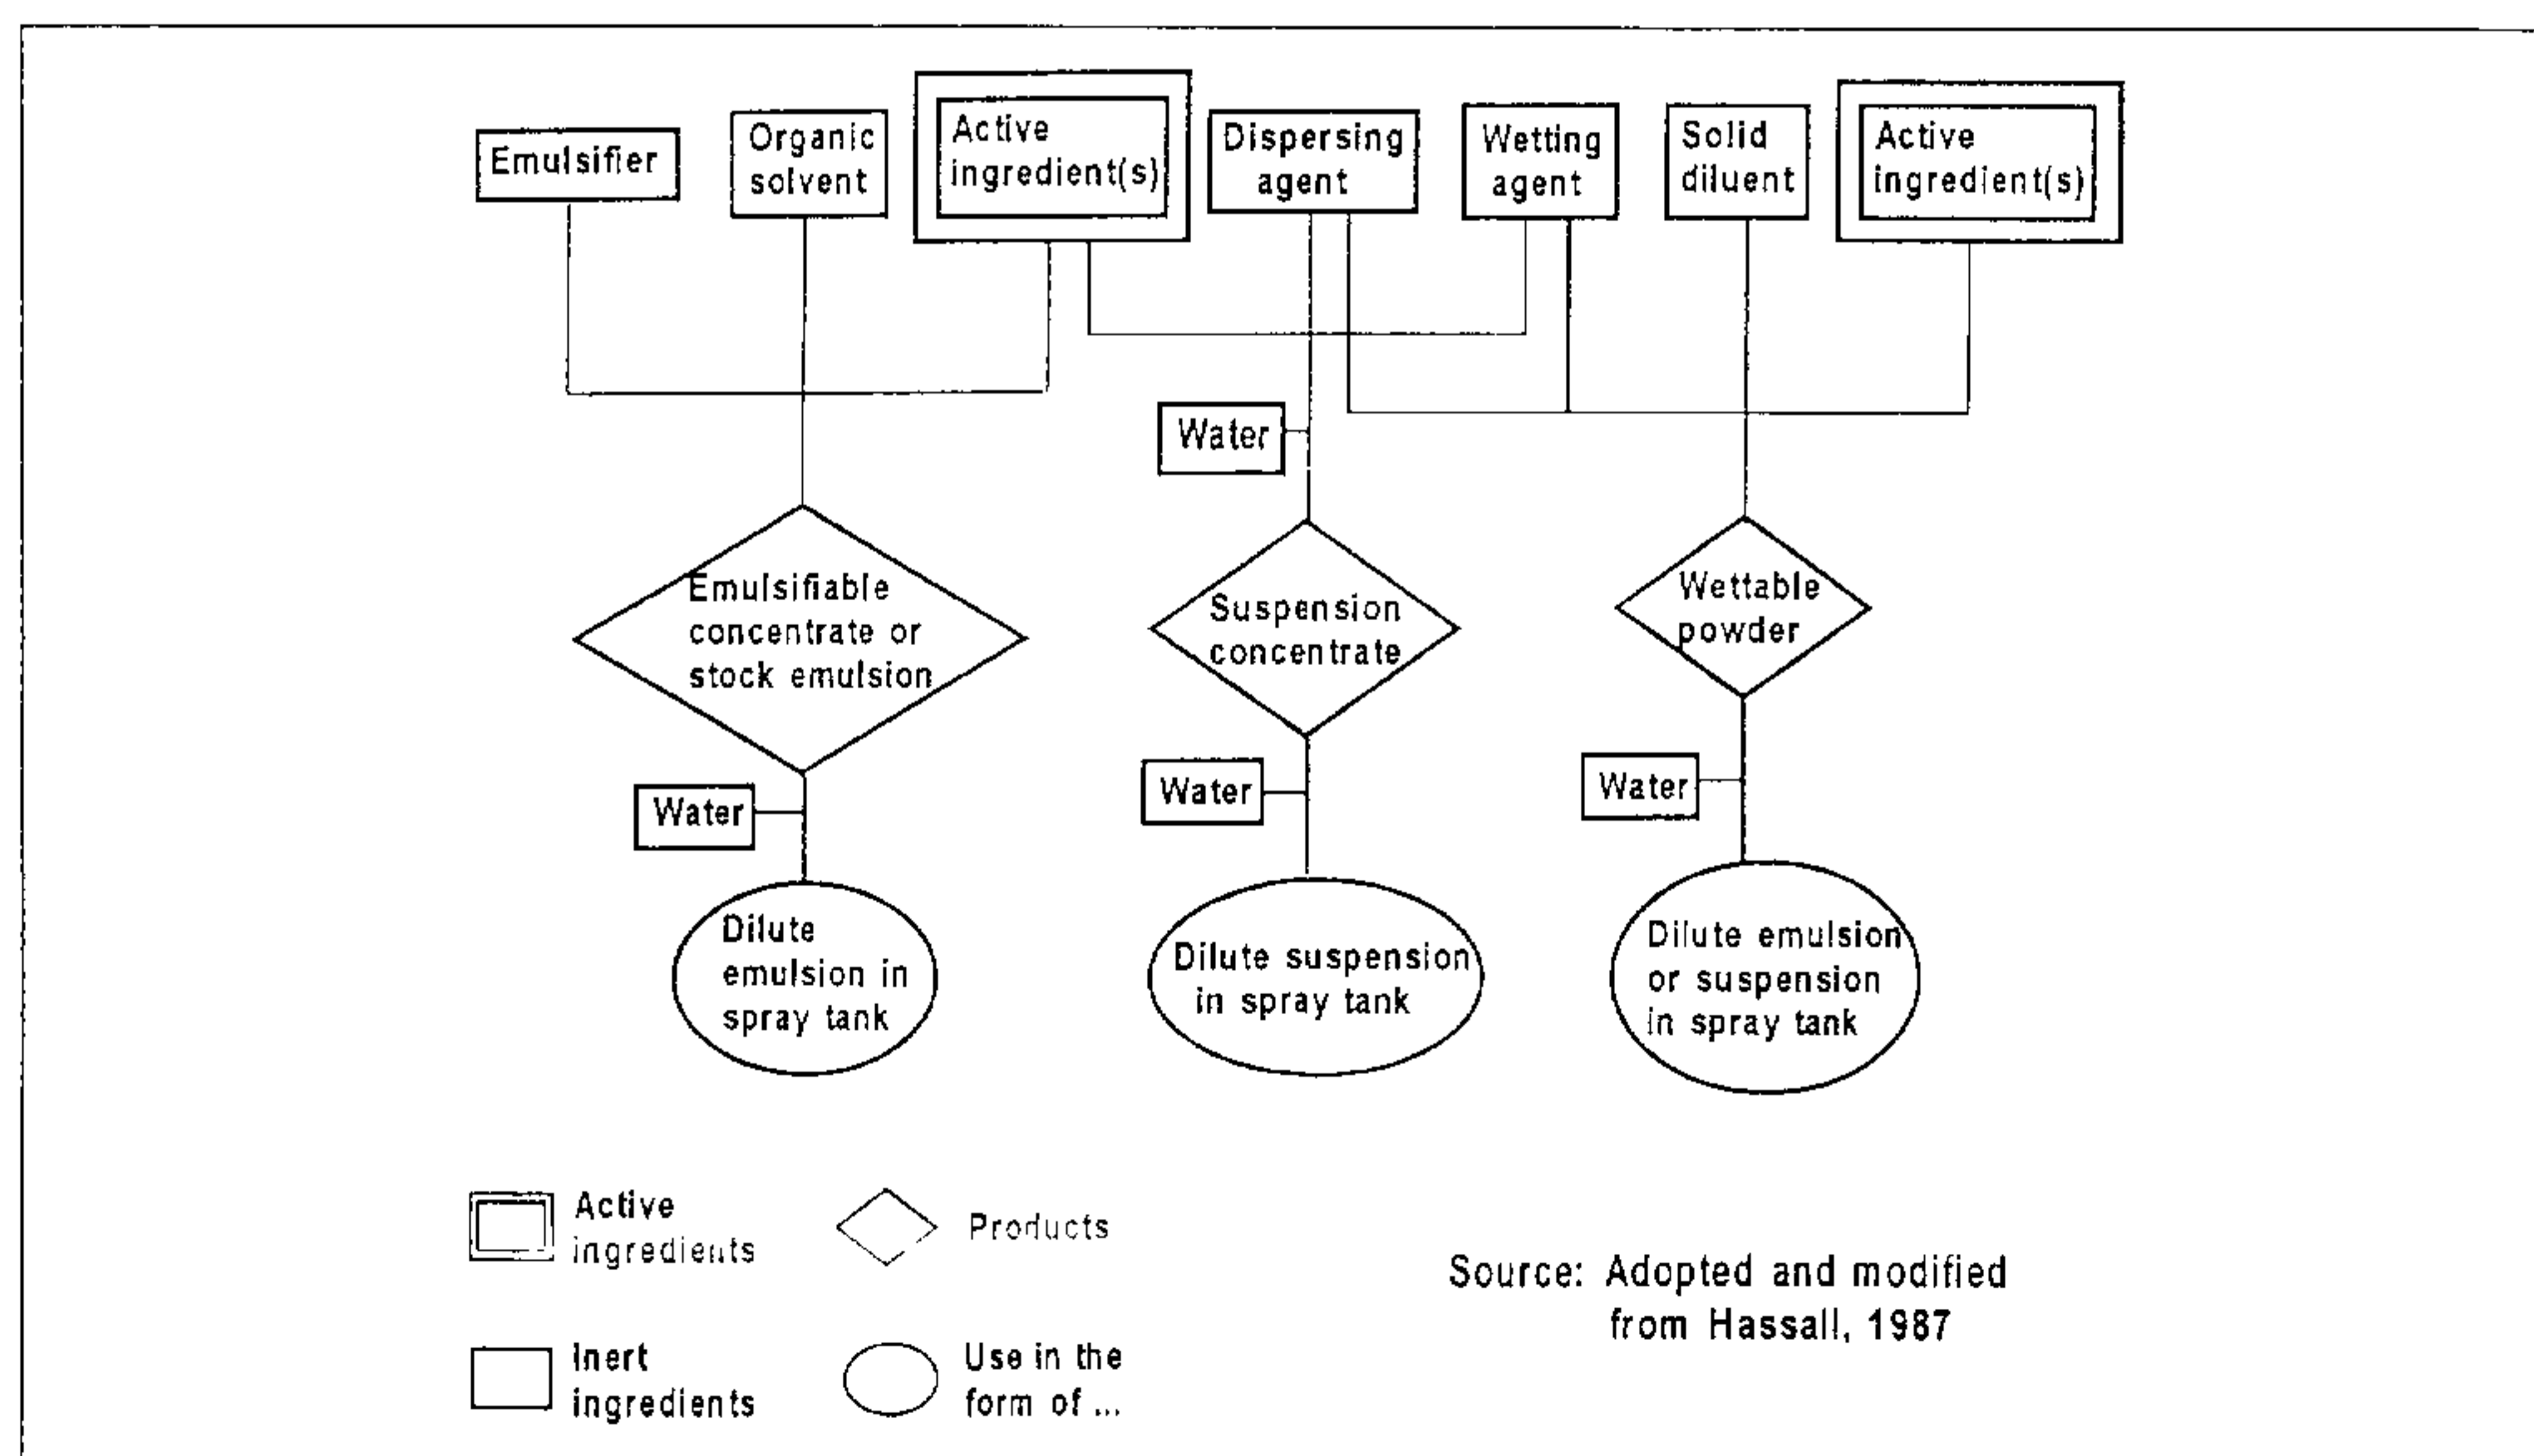 Emulsifier
Organic
solvent
Active
ingredient(s)
Dispersing
agent
Wetting
agent
Solid
diluent
Active
ingredient(s)
Water
Emulsifiable
concentrate or
stock emulsion
Suspension
concentrate
Wettable
powder
Water
Water
Water
Dilute
emulsion in
spray tank
Dilute suspension
in spray tank
Dilute emulsion
or suspension
in spray tank
Active
ingredients
Products
Inert
ingredients
Use in the
form of ...
Source: Adopted and modified
from Hassall, 1987